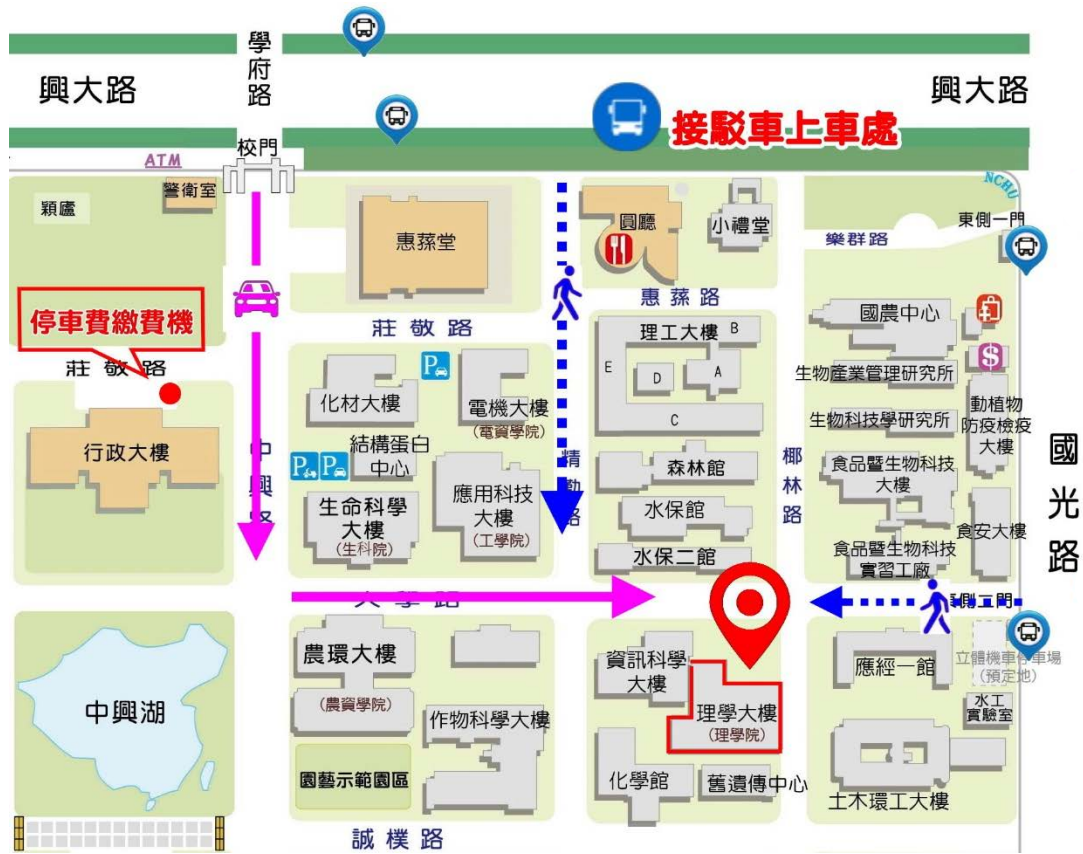 學府路
興大路
興大路
接駁車上車處
校門
ATM
警衛室
穎廬
惠蓀堂
圓廳
小禮堂
NCHU
東側一門
樂群路
惠蓀路
莊敬路
停車費繳費機
莊敬路
行政大樓
中興路
化材大樓
P
電機大樓
(電資學院)
結構蛋白
中心
P
P
生命科學
大樓
(生科院)
應用科技
大樓
(工學院)
精勤路
理工大樓
B
E
D
A
C
森林館
水保館
水保二館
椰林路
國農中心
生物產業管理研究所
$
生物科技學研究所
動植物
防疫檢疫
大樓
食品暨生物科技
大樓
食安大樓
食品暨生物科技
實習工廠
國光路
大學路
東側二門
農環大樓
(農資學院)
作物科學大樓
園藝示範園區
中興湖
資訊科學
大樓
理學大樓
(理學院)
化學館
舊遺傳中心
應經一館
立體機車停車場
(預定地)
水工
實驗室
土木環工大樓
誠樸路